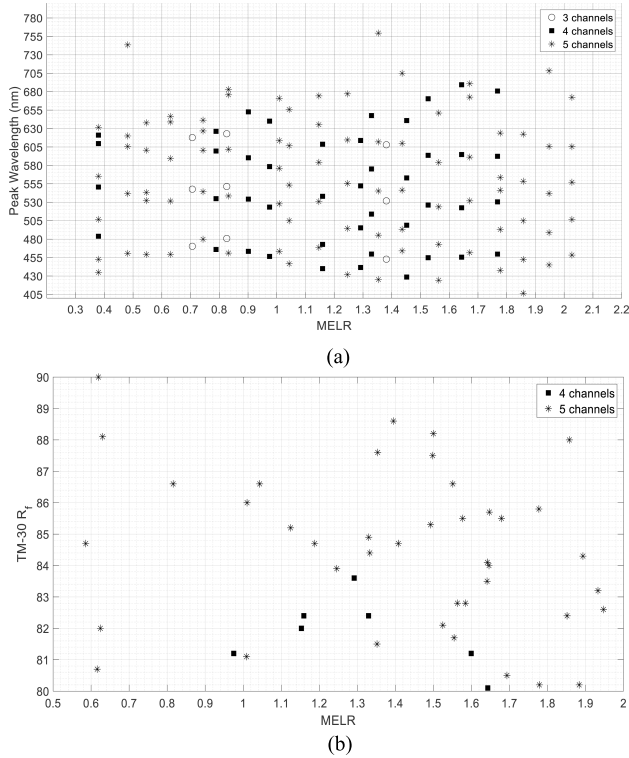 780
755
730
705
680
655
630
605
580
555
530
505
480
455
430
405
Peak Wavelength (nm)
3 channels
4 channels
5 channels
0.3 0.4 0.5 0.6 0.7 0.8 0.9 1 1.1 1.2 1.3 1.4 1.5 1.6 1.7 1.8 1.9 2 2.1 2.2
MELR
(a)
90
89
88
87
86
85
84
83
82
81
80
TM-30 Rf
4 channels
5 channels
0.5 0.6 0.7 0.8 0.9 1 1.1 1.2 1.3 1.4 1.5 1.6 1.7 1.8 1.9 2
MELR
(b)